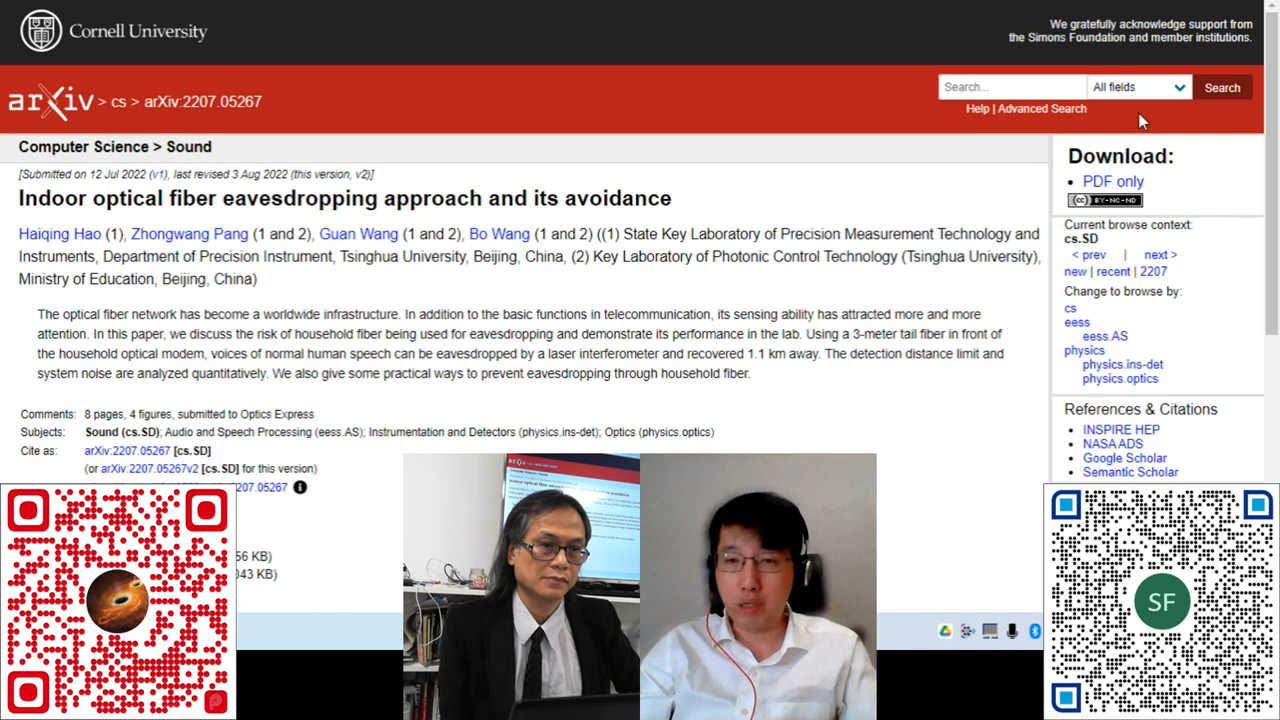 Cornell University
We gratefully acknowledge support from
the Simons Foundation and member institutions.
arXiv > cs > arXiv:2207.05267
Search...
All fields
Search
Help | Advanced Search
Computer Science > Sound
[Submitted on 12 Jul 2022 (v1), last revised 3 Aug 2022 (this version, v2)]
Indoor optical fiber eavesdropping approach and its avoidance
Haiqing Hao (1), Zhongwang Pang (1 and 2), Guan Wang (1 and 2), Bo Wang (1 and 2) ((1) State Key Laboratory of Precision Measurement Technology and
Instruments, Department of Precision Instrument, Tsinghua University, Beijing, China, (2) Key Laboratory of Photonic Control Technology (Tsinghua University),
Ministry of Education, Beijing, China)
The optical fiber network has become a worldwide infrastructure. In addition to the basic functions in telecommunication, its sensing ability has attracted more and more
attention. In this paper, we discuss the risk of household fiber being used for eavesdropping and demonstrate its performance in the lab. Using a 3-meter tail fiber in front of
the household optical modem, voices of normal human speech can be eavesdropped by a laser interferometer and recovered 1.1 km away. The detection distance limit and
system noise are analyzed quantitatively. We also give some practical ways to prevent eavesdropping through household fiber.
Comments: 8 pages, 4 figures, submitted to Optics Express
Subjects: Sound (cs.SD); Audio and Speech Processing (eess.AS); Instrumentation and Detectors (physics.ins-det); Optics (physics.optics)
Cite as: arXiv:2207.05267 [cs.SD]
(or arXiv:2207.05267v2 [cs.SD] for this version)
2207.05267
56 KB)
043 KB)
Download:
PDF only
(cc) BY-NC-ND
Current browse context:
cs.SD
< prev | next >
new | recent | 2207
Change to browse by:
cs
eess
eess.AS
physics
physics.ins-det
physics.optics
References & Citations
INSPIRE HEP
NASA ADS
Google Scholar
Semantic Scholar
SF